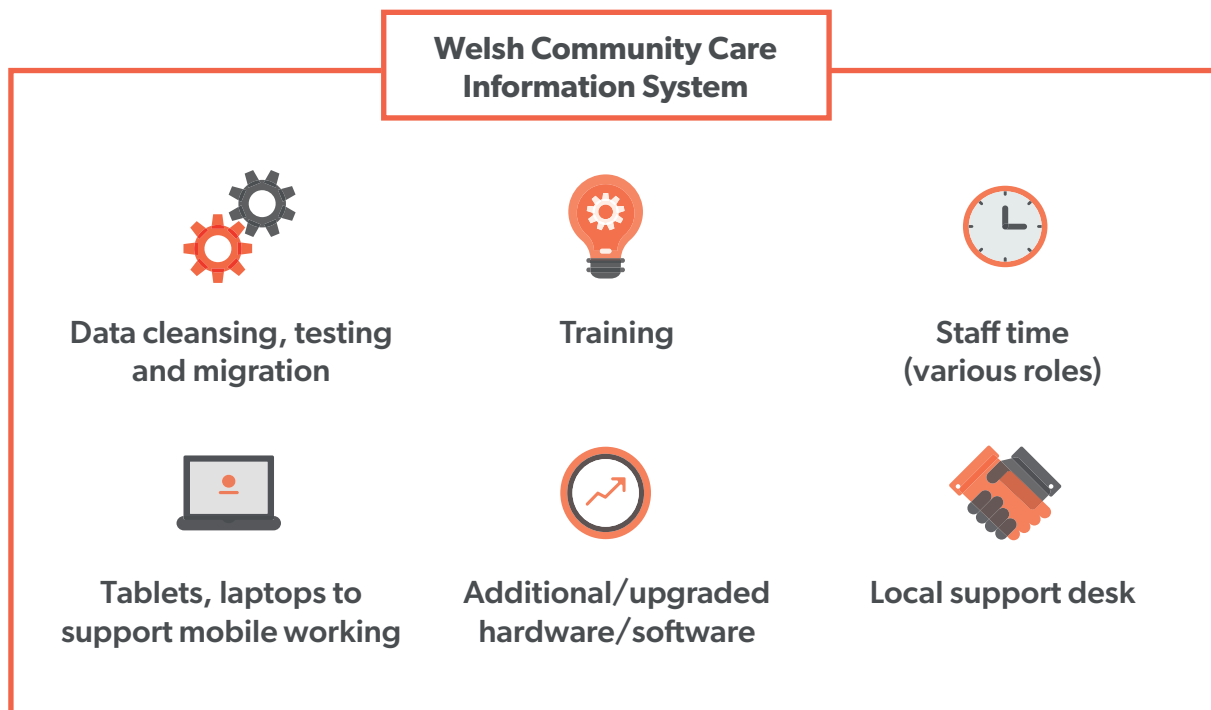 Welsh Community Care
Information System
Data cleansing, testing
and migration
Training
Staff time
(various roles)
Tablets, laptops to
support mobile working
Additional/upgraded
hardware/software
Local support desk